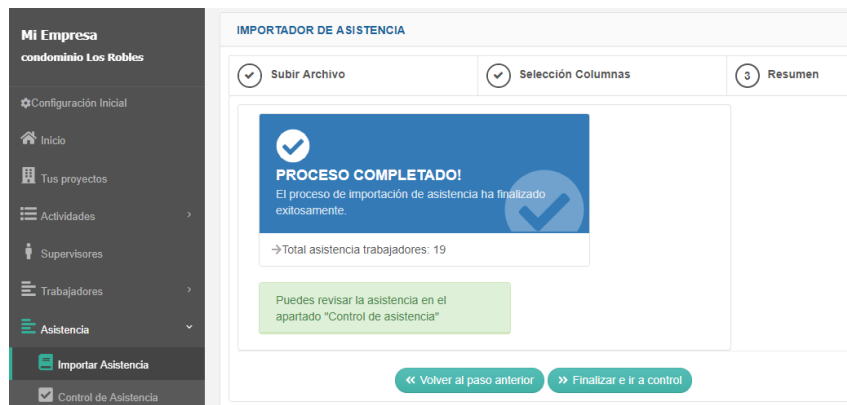 Mi Empresa
condominio Los Robles
Configuración Inicial
Inicio
Tus proyectos
Actividades
Supervisores
Trabajadores
Asistencia
Importar Asistencia
Control de Asistencia
IMPORTADOR DE ASISTENCIA
Subir Archivo
Selección Columnas
3 Resumen
PROCESO COMPLETADO!
El proceso de importación de asistencia ha finalizado
exitosamente.
Total asistencia trabajadores: 19
Puedes revisar la asistencia en el
apartado "Control de asistencia"
Volver al paso anterior
Finalizar e ir a control